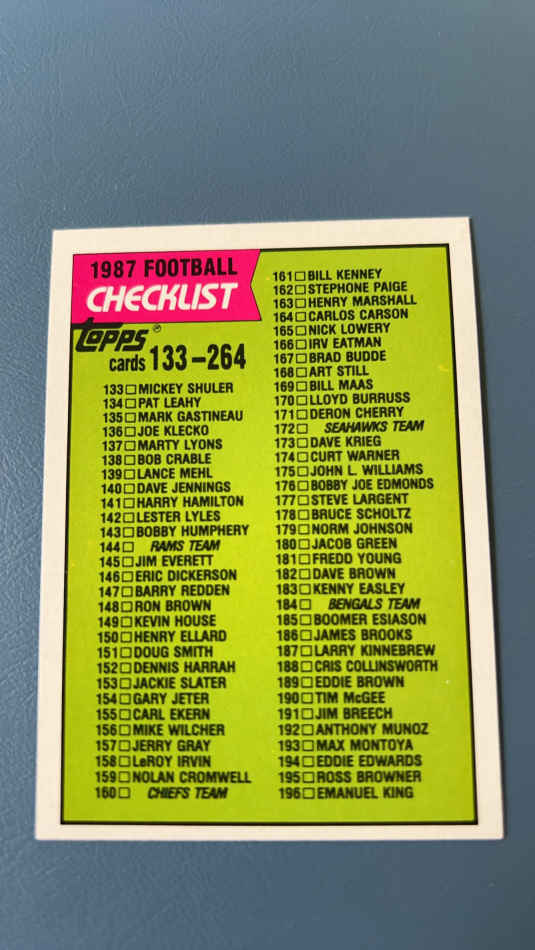 1987 FOOTBALL
CHECKLIST
TOPPS®
cards 133-264
133□MICKEY SHULER
134□PAT LEAHY
135□MARK GASTINEAU
136□JOE KLECKO
137□MARTY LYONS
138□BOB CRABLE
139□LANCE MEHL
140□DAVE JENNINGS
141□HARRY HAMILTON
142□LESTER LYLES
143□BOBBY HUMPHERY
144□ RAMS TEAM
145□JIM EVERETT
146□ERIC DICKERSON
147□BARRY REDDEN
148□RON BROWN
149□KEVIN HOUSE
150□HENRY ELLARD
151□DOUG SMITH
152□DENNIS HARRAH
153□JACKIE SLATER
154□GARY JETER
155□CARL EKERN
156□MIKE WILCHER
157□JERRY GRAY
158□LeROY IRVIN
159□NOLAN CROMWELL
160□ CHIEFS TEAM
161□BILL KENNEY
162□STEPHONE PAIGE
163□HENRY MARSHALL
164□CARLOS CARSON
165□NICK LOWERY
166□IRV EATMAN
167□BRAD BUDDE
168□ART STILL
169□BILL MAAS
170□LLOYD BURRUSS
171□DERON CHERRY
172□ SEAHAWKS TEAM
173□DAVE KRIEG
174□CURT WARNER
175□JOHN L. WILLIAMS
176□BOBBY JOE EDMONDS
177□STEVE LARGENT
178□BRUCE SCHOLTZ
179□NORM JOHNSON
180□JACOB GREEN
181□FREDD YOUNG
182□DAVE BROWN
183□KENNY EASLEY
184□ BENGALS TEAM
185□BOOMER ESIASON
186□JAMES BROOKS
187□LARRY KINNEBREW
188□CRIS COLLINSWORTH
189□EDDIE BROWN
190□TIM McGEE
191□JIM BREECH
192□ANTHONY MUNOZ
193□MAX MONTOYA
194□EDDIE EDWARDS
195□ROSS BROWNER
196□EMANUEL KING